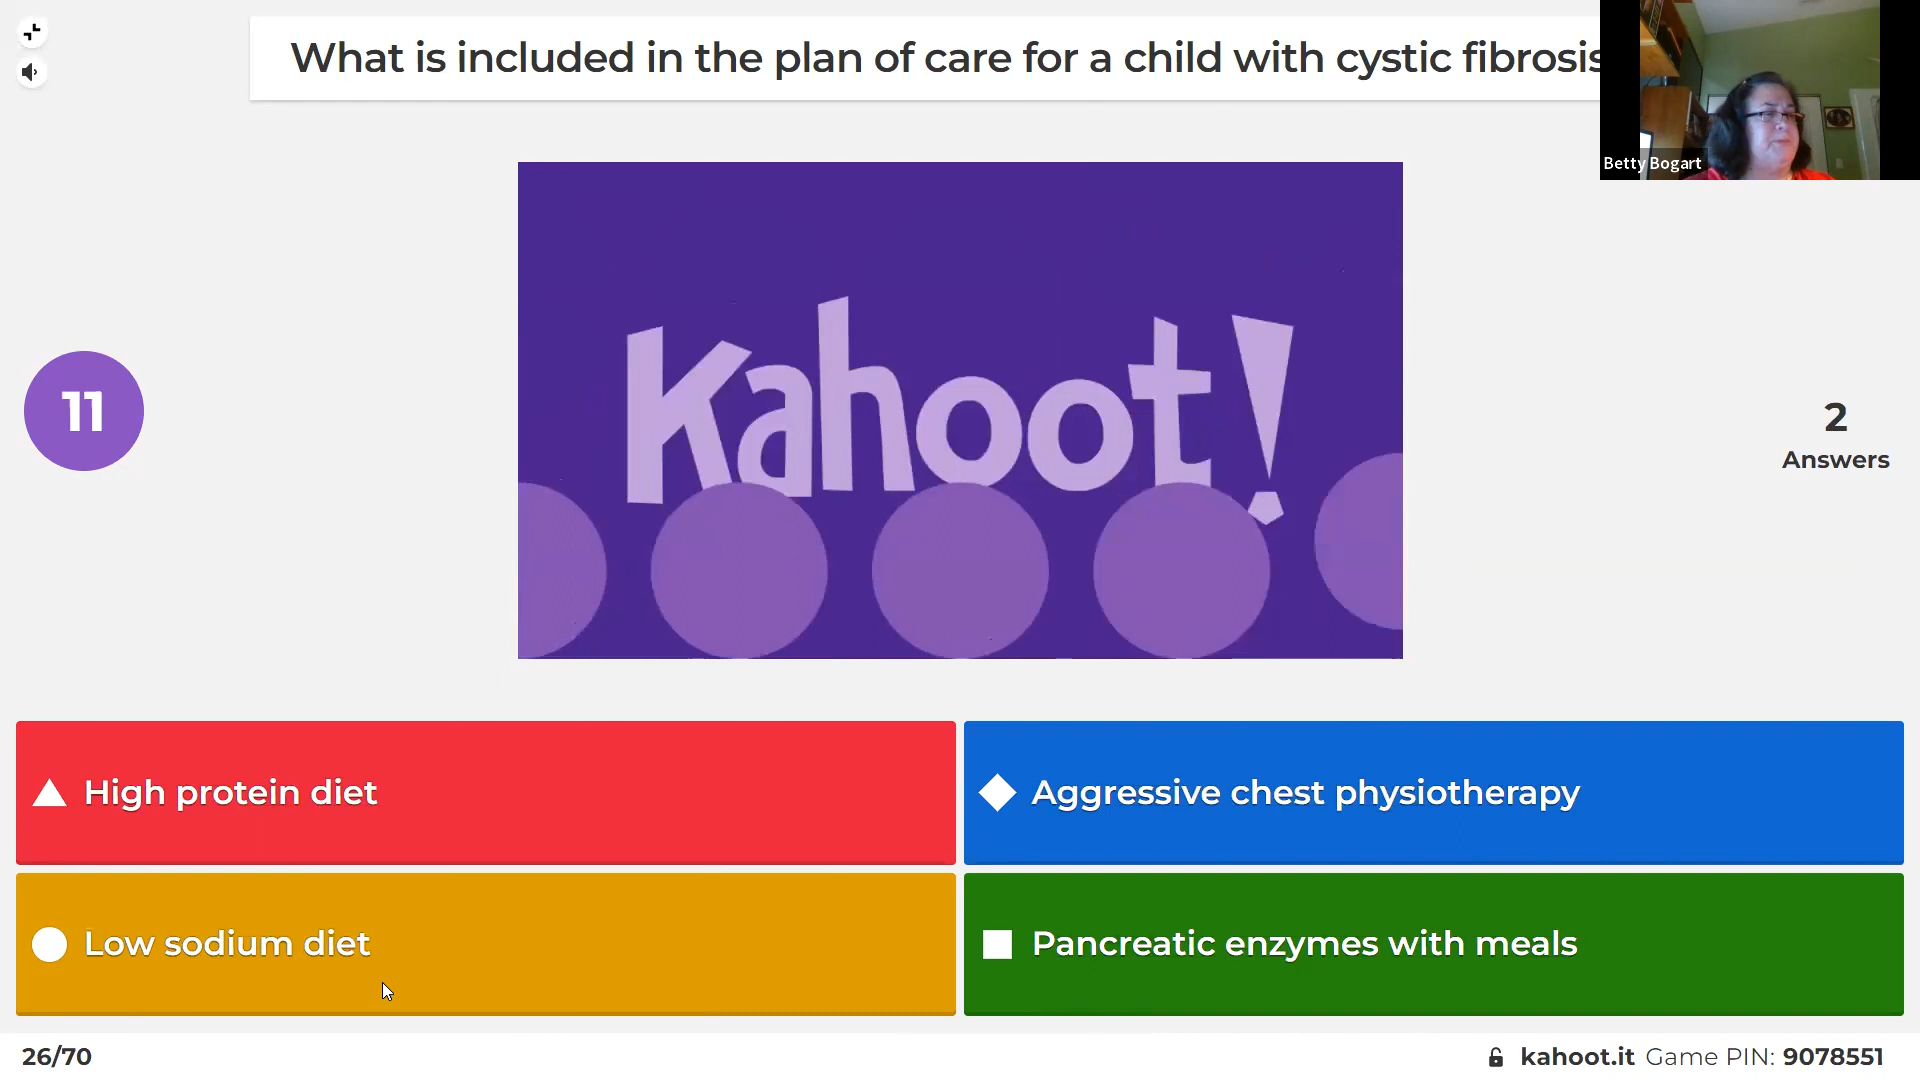 What is included in the plan of care for a child with cystic fibrosis
Betty Bogart
Kahoot!
11
2
Answers
High protein diet
Aggressive chest physiotherapy
Low sodium diet
Pancreatic enzymes with meals
26/70
kahoot.it Game PIN: 9078551